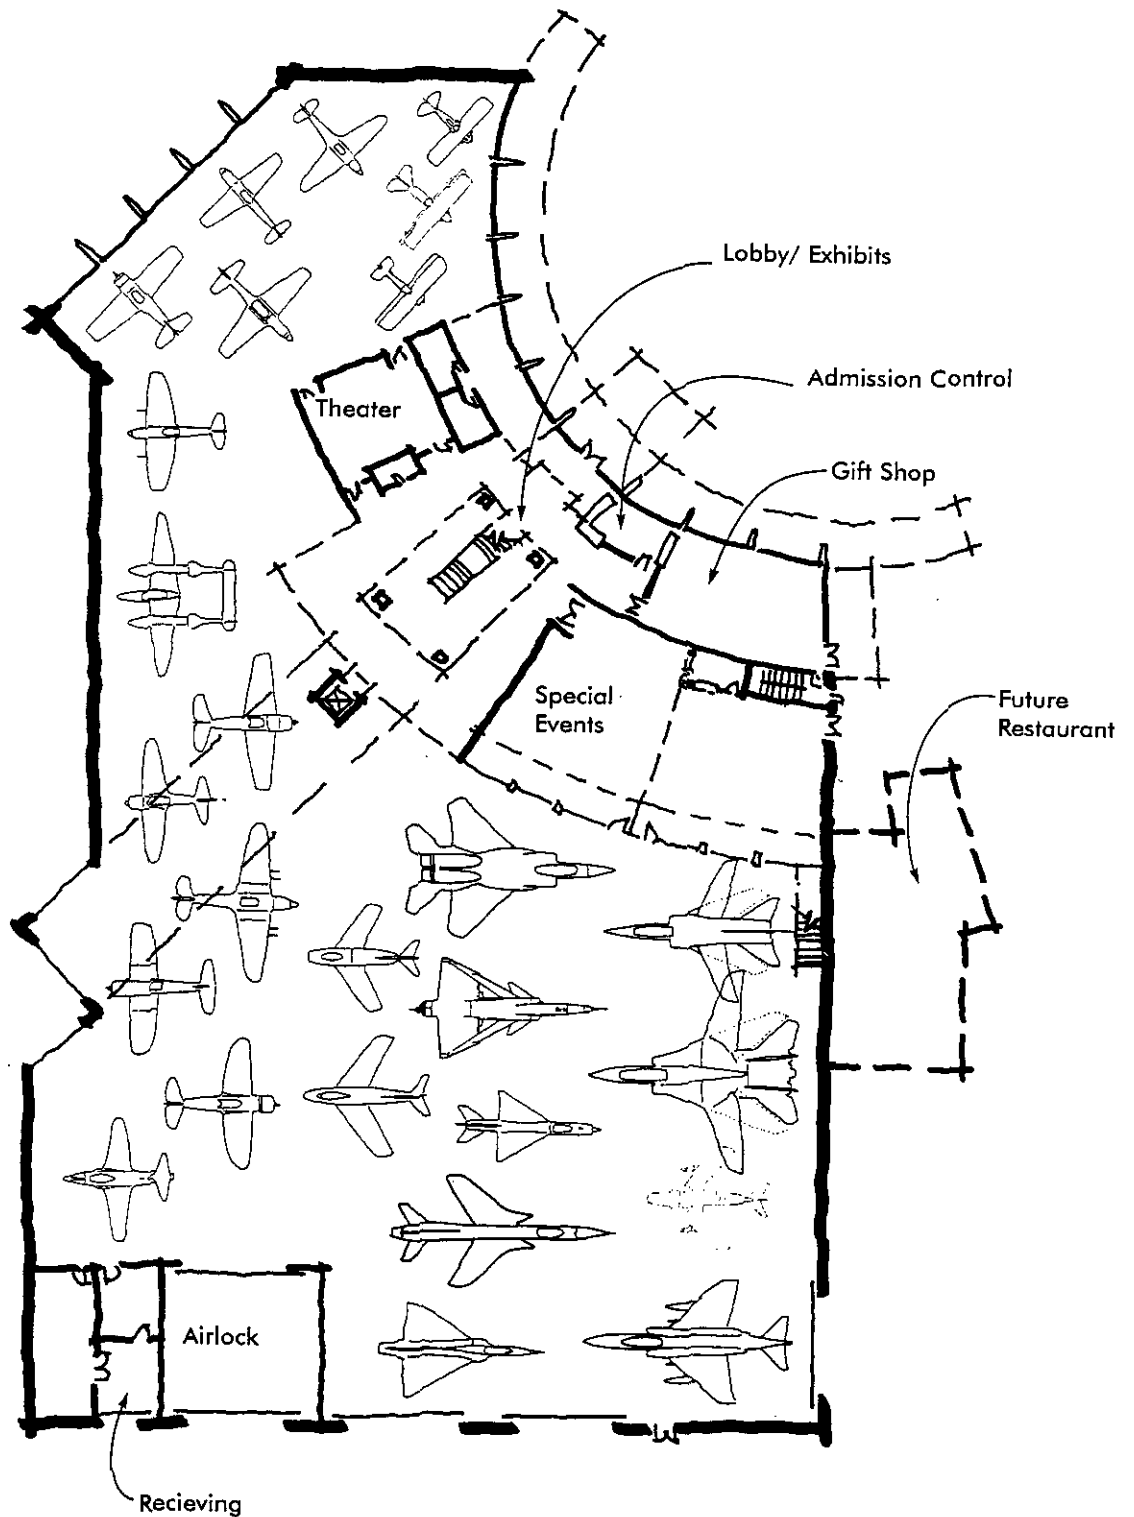 Lobby/ Exhibits
Admission Control
Theater
Gift Shop
Special
Events
Future
Restaurant
Airlock
Recieving